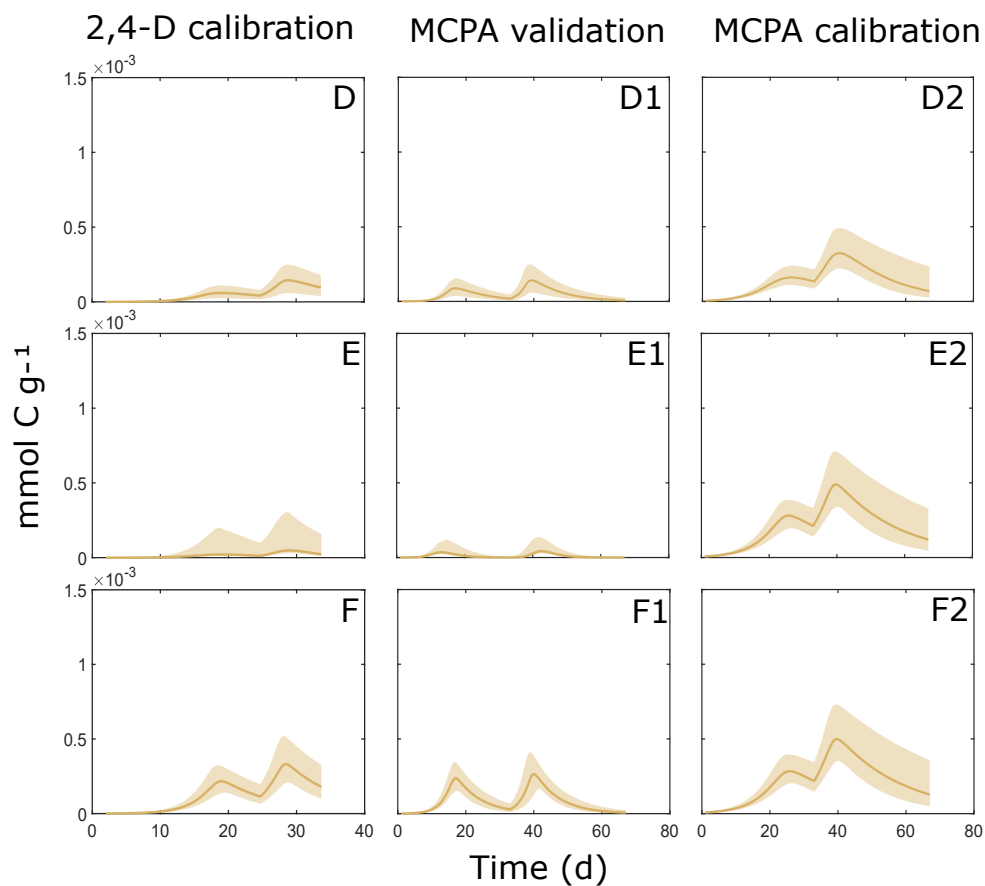 2,4-D calibration MCPA validation MCPA calibration
×10⁻³
1.5 D D1 D2
1
0.5
0
×10⁻³
1.5 E E1 E2
1
0.5
0
×10⁻³
1.5 F F1 F2
1
0.5
0
0 10 20 30 40 0 20 40 60 80 0 20 40 60 80
mmol C g-¹
Time (d)